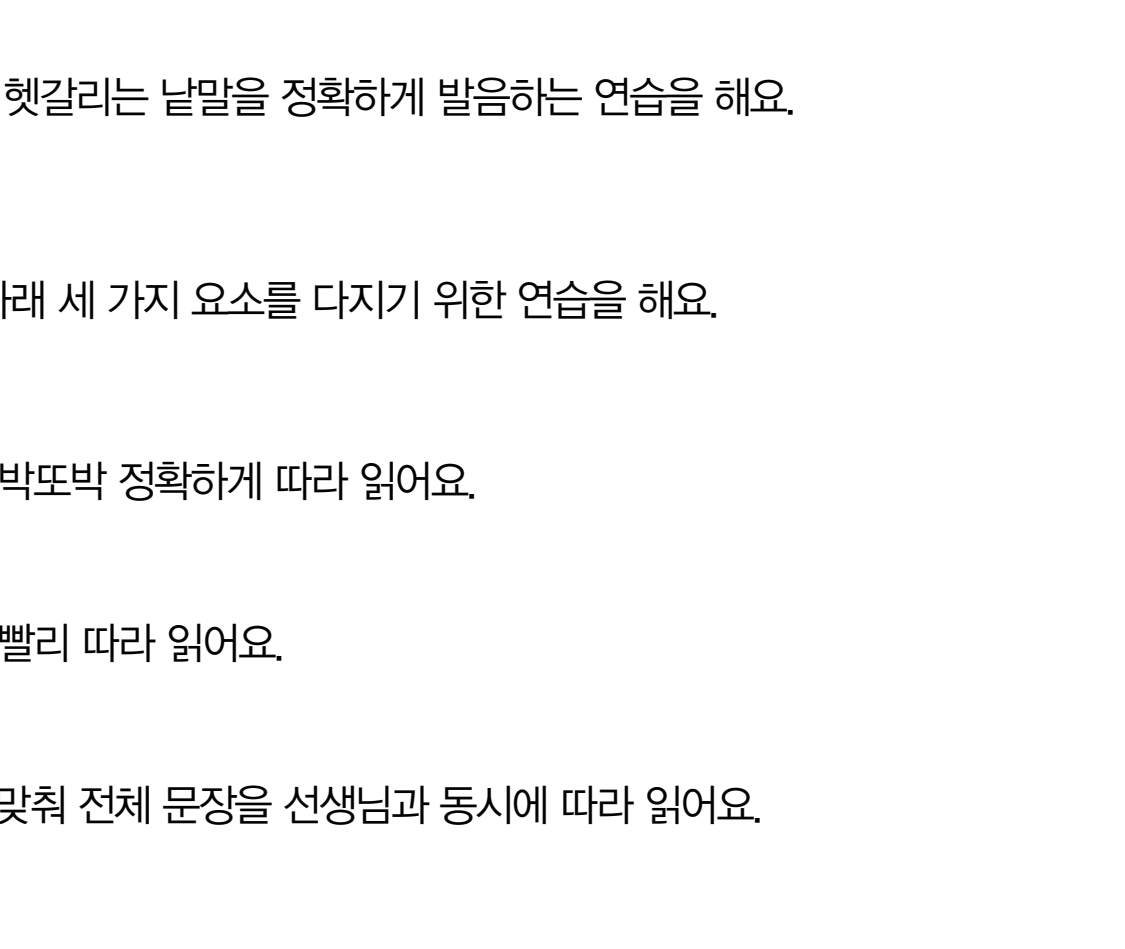 헷갈리는 낱말을 정확하게 발음하는 연습을 해요.
세 가지 요소를 다지기 위한 연습을 해요.
박또박 정확하게 따라 읽어요.
빨리 따라 읽어요.
맞춰 전체 문장을 선생님과 동시에 따라 읽어요.